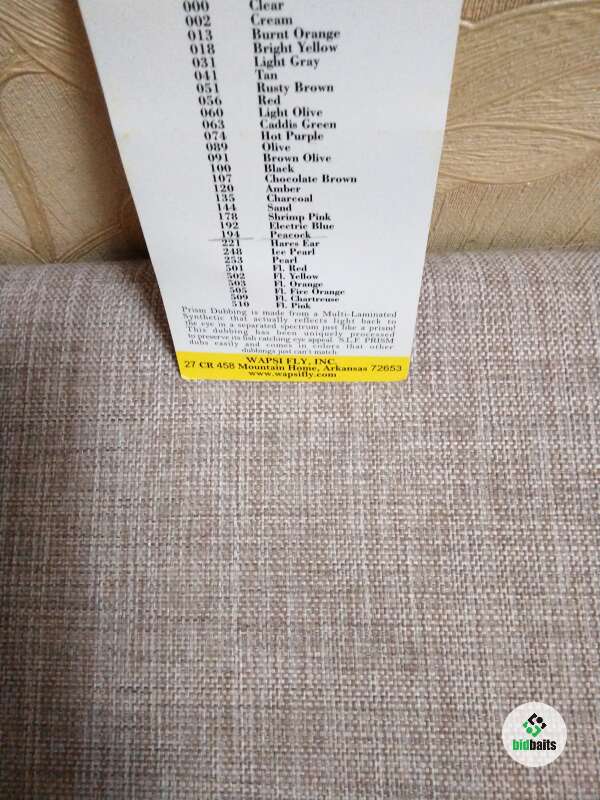 000 Clear
002 Cream
013 Burnt Orange
018 Bright Yellow
031 Light Gray
041 Tan
051 Rusty Brown
056 Red
060 Light Olive
063 Caddis Green
074 Hot Purple
089 Olive
091 Brown Olive
100 Black
107 Chocolate Brown
120 Amber
135 Charcoal
144 Sand
178 Shrimp Pink
192 Electric Blue
194 Peacock
221 Hares Ear
248 Ice Pearl
253 Pearl
501 Fl. Red
502 Fl. Yellow
503 Fl. Orange
505 Fl. Fire Orange
509 Fl. Chartreuse
510 Fl. Pink
Prism Dubbing is made from a Multi-Laminated
Synthetic that actually reflects light back to
the eye in a separated spectrum just like a prism!
This dubbing has been uniquely processed
to preserve its fish catching eye appeal. S.L.F. PRISM
dubs easily and comes in colors that other
dubbings just can't match.
WAPSI FLY, INC.
27 CR 458 Mountain Home, Arkansas 72653
www.wapsifly.com
bidbaits